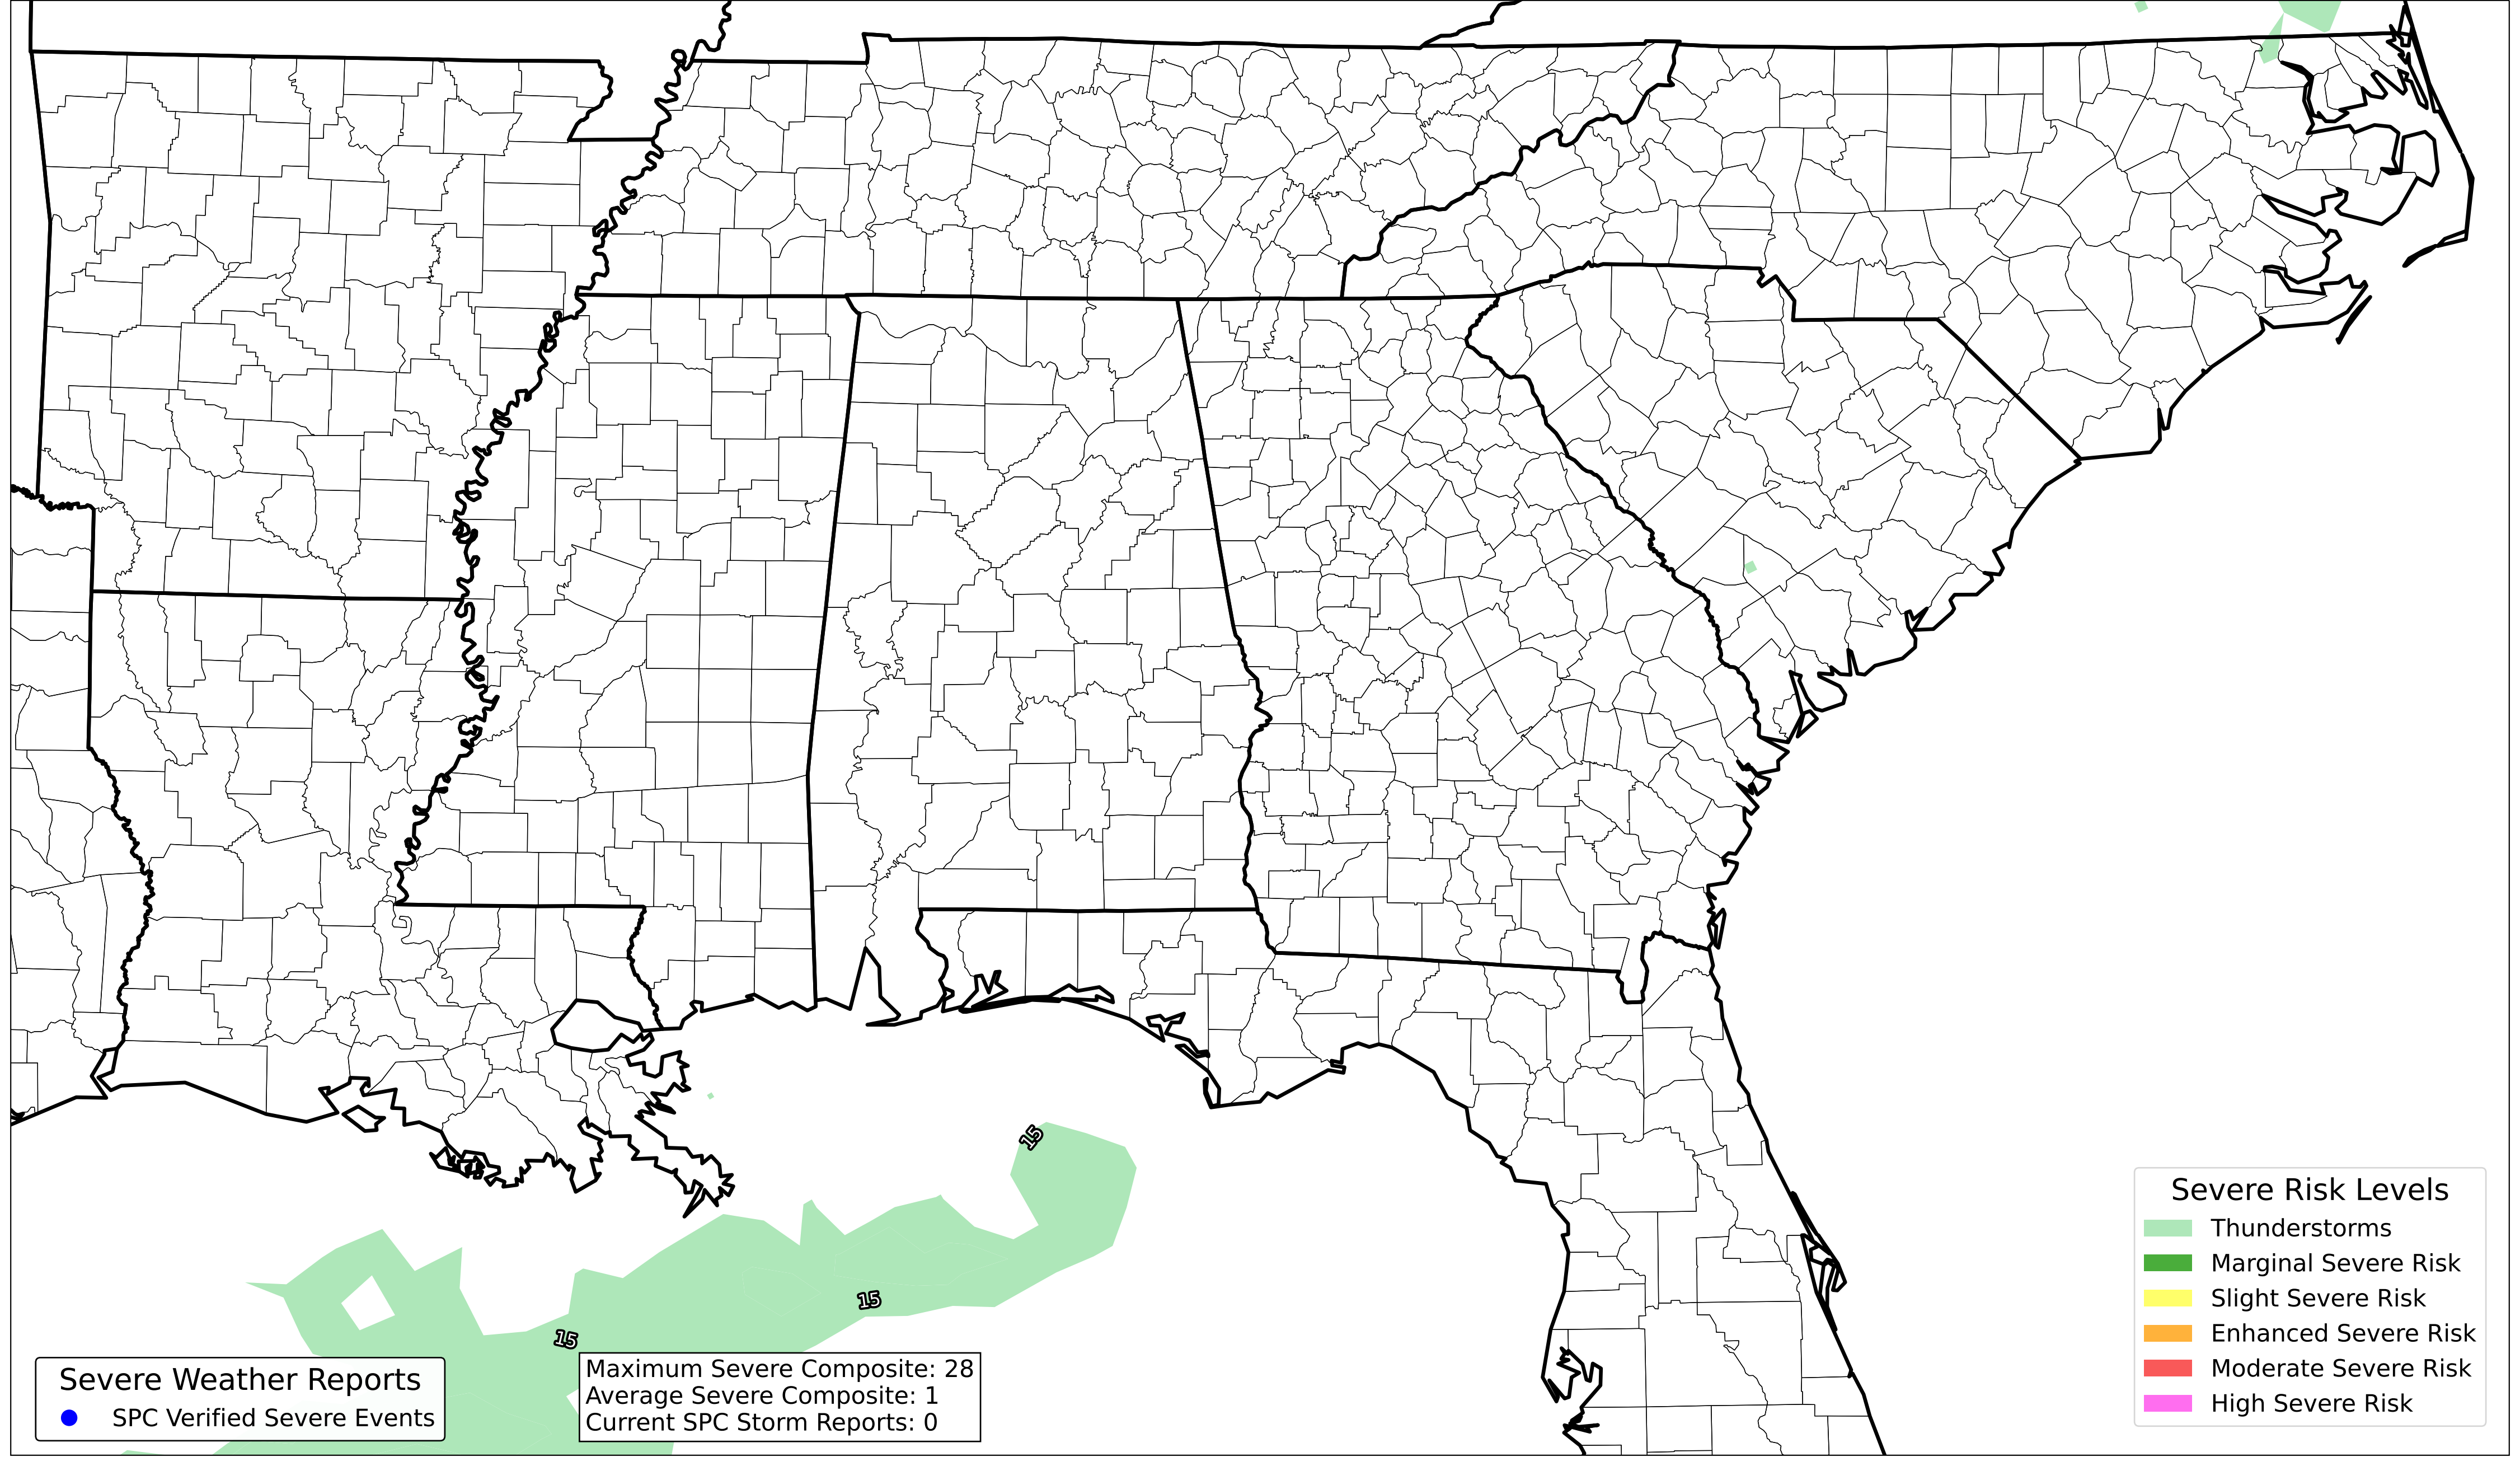 15
15
15
Severe Risk Levels
Thunderstorms
Marginal Severe Risk
Slight Severe Risk
Enhanced Severe Risk
Moderate Severe Risk
High Severe Risk
Severe Weather Reports
SPC Verified Severe Events
Maximum Severe Composite: 28
Average Severe Composite: 1
Current SPC Storm Reports: 0